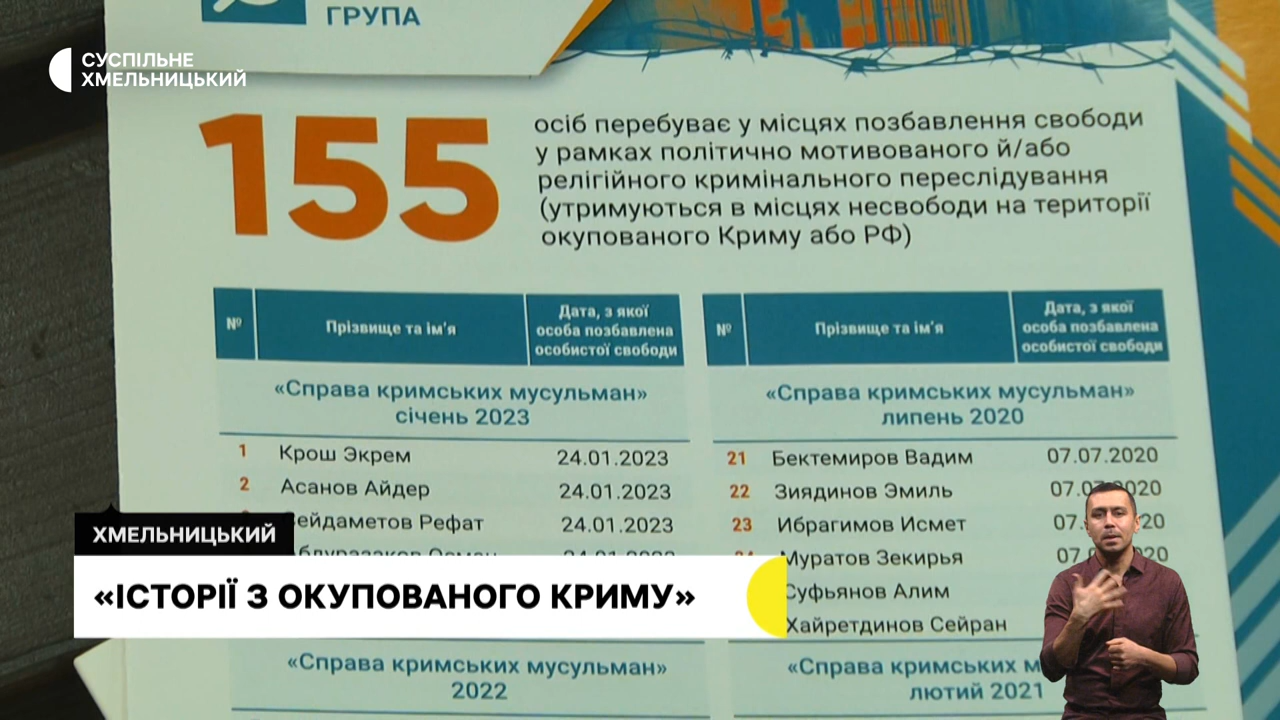 ГРУПА
СУСПІЛЬНЕ
ХМЕЛЬНИЦЬКИЙ
155
осіб перебуває у місцях позбавлення свободи
у рамках політично мотивованого й/або
релігійного кримінального переслідування
(утримуються в місцях несвободи на території
окупованого Криму або РФ)
№
Прізвище та ім'я
Дата, з якої
особа позбавлена
особистої свободи
«Справа кримських мусульман»
січень 2023
1 Крош Экрем 24.01.2023
2 Асанов Айдер 24.01.2023
Сейдаметов Рефат 24.01.2023
№
Прізвище та ім'я
Дата, з якої
особа позбавлена
особистої свободи
«Справа кримських мусульман»
липень 2020
21 Бектемиров Вадим 07.07.2020
22 Зиядинов Эмиль
23 Ибрагимов Исмет
Муратов Зекирья
Суфьянов Алим
Хайретдинов Сейран
ХМЕЛЬНИЦЬКИЙ
«ІСТОРІЇ З ОКУПОВАНОГО КРИМУ»
«Справа кримських мусульман»
2022
«Справа кримських
лютий 2021